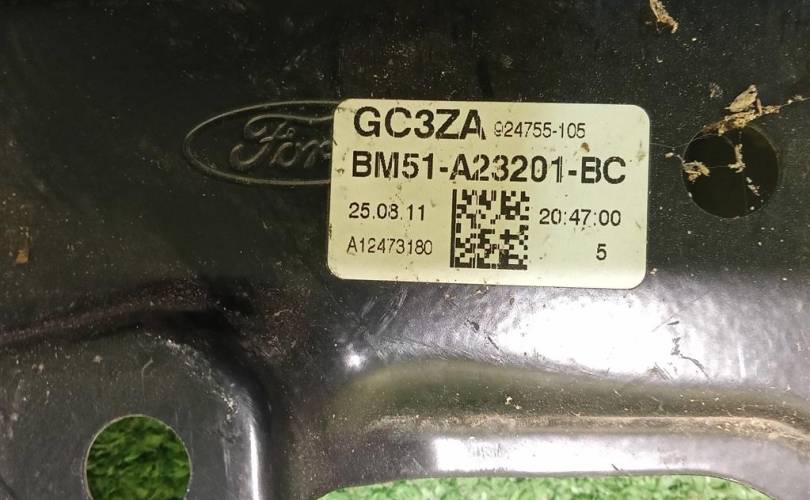 Ford
GC3ZA 924755-105
BM51-A23201-BC
25.08.11 20:47:00
A12473180 5